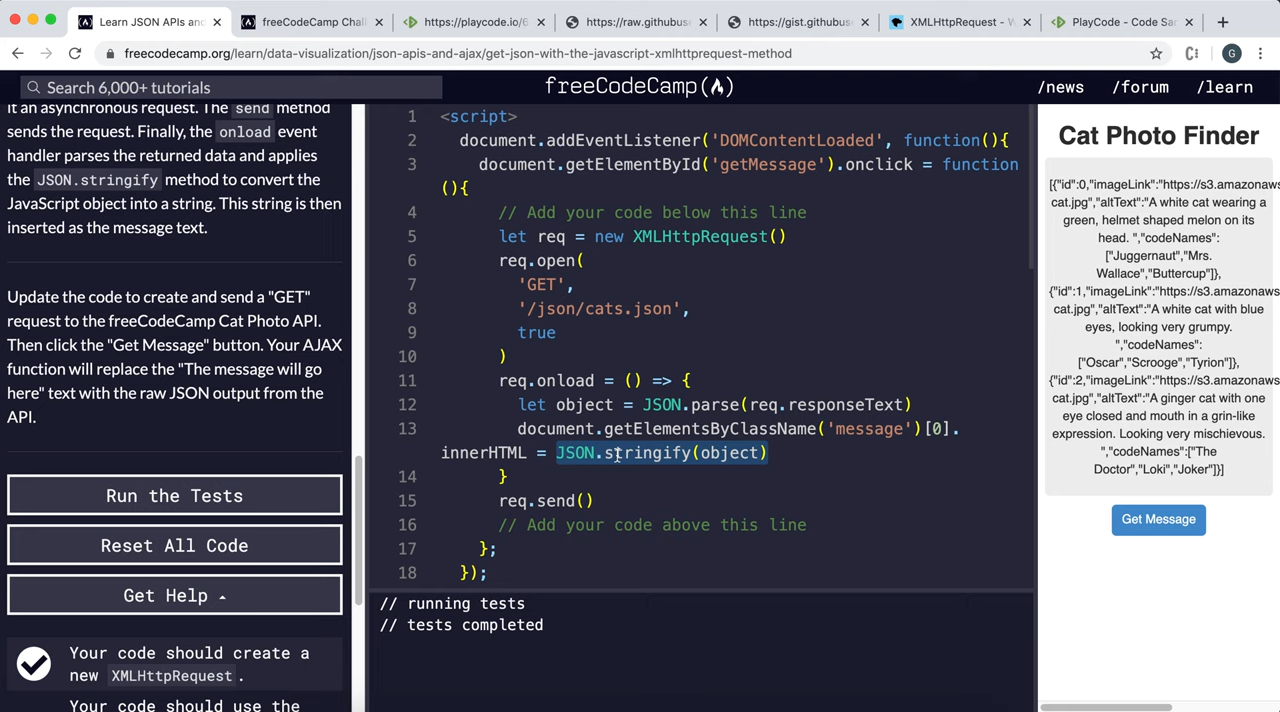 Learn JSON APIs and
freeCodeCamp Chall
https://playcode.io/6
https://raw.githubuse
https://gist.githubus
XMLHttpRequest - W
PlayCode - Code Sar
freecodecamp.org/learn/data-visualization/json-apis-and-ajax/get-json-with-the-javascript-xmlhttprequest-method
G
Search 6,000+ tutorials
freeCodeCamp
/news
/forum
/learn
it an asynchronous request. The send method
sends the request. Finally, the onload event
handler parses the returned data and applies
the JSON.stringify method to convert the
JavaScript object into a string. This string is then
inserted as the message text.
Update the code to create and send a "GET"
request to the freeCodeCamp Cat Photo API.
Then click the "Get Message" button. Your AJAX
function will replace the "The message will go
here" text with the raw JSON output from the
API.
Run the Tests
Reset All Code
Get Help
Your code should create a
new XMLHttpRequest.
Your code should use the
1 <script>
2 document.addEventListener('DOMContentLoaded', function(){
3 document.getElementById('getMessage').onclick = function
(){
4 // Add your code below this line
5 let req = new XMLHttpRequest()
6 req.open(
7 'GET',
8 '/json/cats.json',
9 true
10 )
11 req.onload = () => {
12 let object = JSON.parse(req.responseText)
13 document.getElementsByClassName('message')[0].
innerHTML = JSON.stringify(object)
14 }
15 req.send()
16 // Add your code above this line
17 };
18 });
// running tests
// tests completed
Cat Photo Finder
[{"id":0,"imageLink":"https://s3.amazonaws
cat.jpg","altText":"A white cat wearing a
green, helmet shaped melon on its
head. ","codeNames":
["Juggernaut","Mrs.
Wallace","Buttercup"]},
{"id":1,"imageLink":"https://s3.amazonaws
cat.jpg","altText":"A white cat with blue
eyes, looking very grumpy.
","codeNames":
["Oscar","Scrooge","Tyrion"]},
{"id":2,"imageLink":"https://s3.amazonaws
cat.jpg","altText":"A ginger cat with one
eye closed and mouth in a grin-like
expression. Looking very mischievous.
","codeNames":["The
Doctor","Loki","Joker"]}]
Get Message